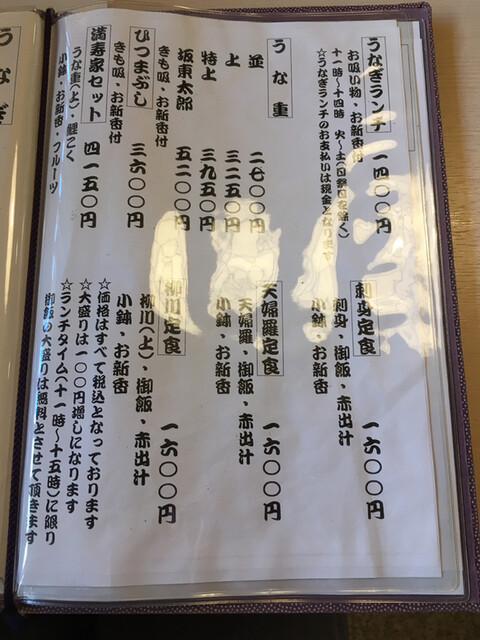 うなぎランチ 一四〇〇円
お吸い物・お新香付
十一時～十四時 火～土(日祭日を除く)
☆うなぎランチのお支払いは現金となります
うな重
並 二七〇〇円
上 三二五〇円
特上 三九五〇円
坂東太郎 五二〇〇円
きも吸・お新香付
ひつまぶし 三六〇〇円
きも吸・お新香付
満寿家セット 四一五〇円
うな重(上)・鯉こく
小鉢・お新香・フルーツ
刺身定食 一六〇〇円
刺身・御飯・赤出汁
小鉢・お新香
天婦羅定食 一六〇〇円
天婦羅・御飯・赤出汁
小鉢・お新香
柳川定食 一六〇〇円
柳川(上)・御飯・赤出汁
小鉢・お新香
☆価格はすべて税込となっております
☆大盛りは一〇〇円増しになります
☆ランチタイム(十一時～十五時)に限り
御飯の大盛りは無料とさせて頂きます
うなぎ